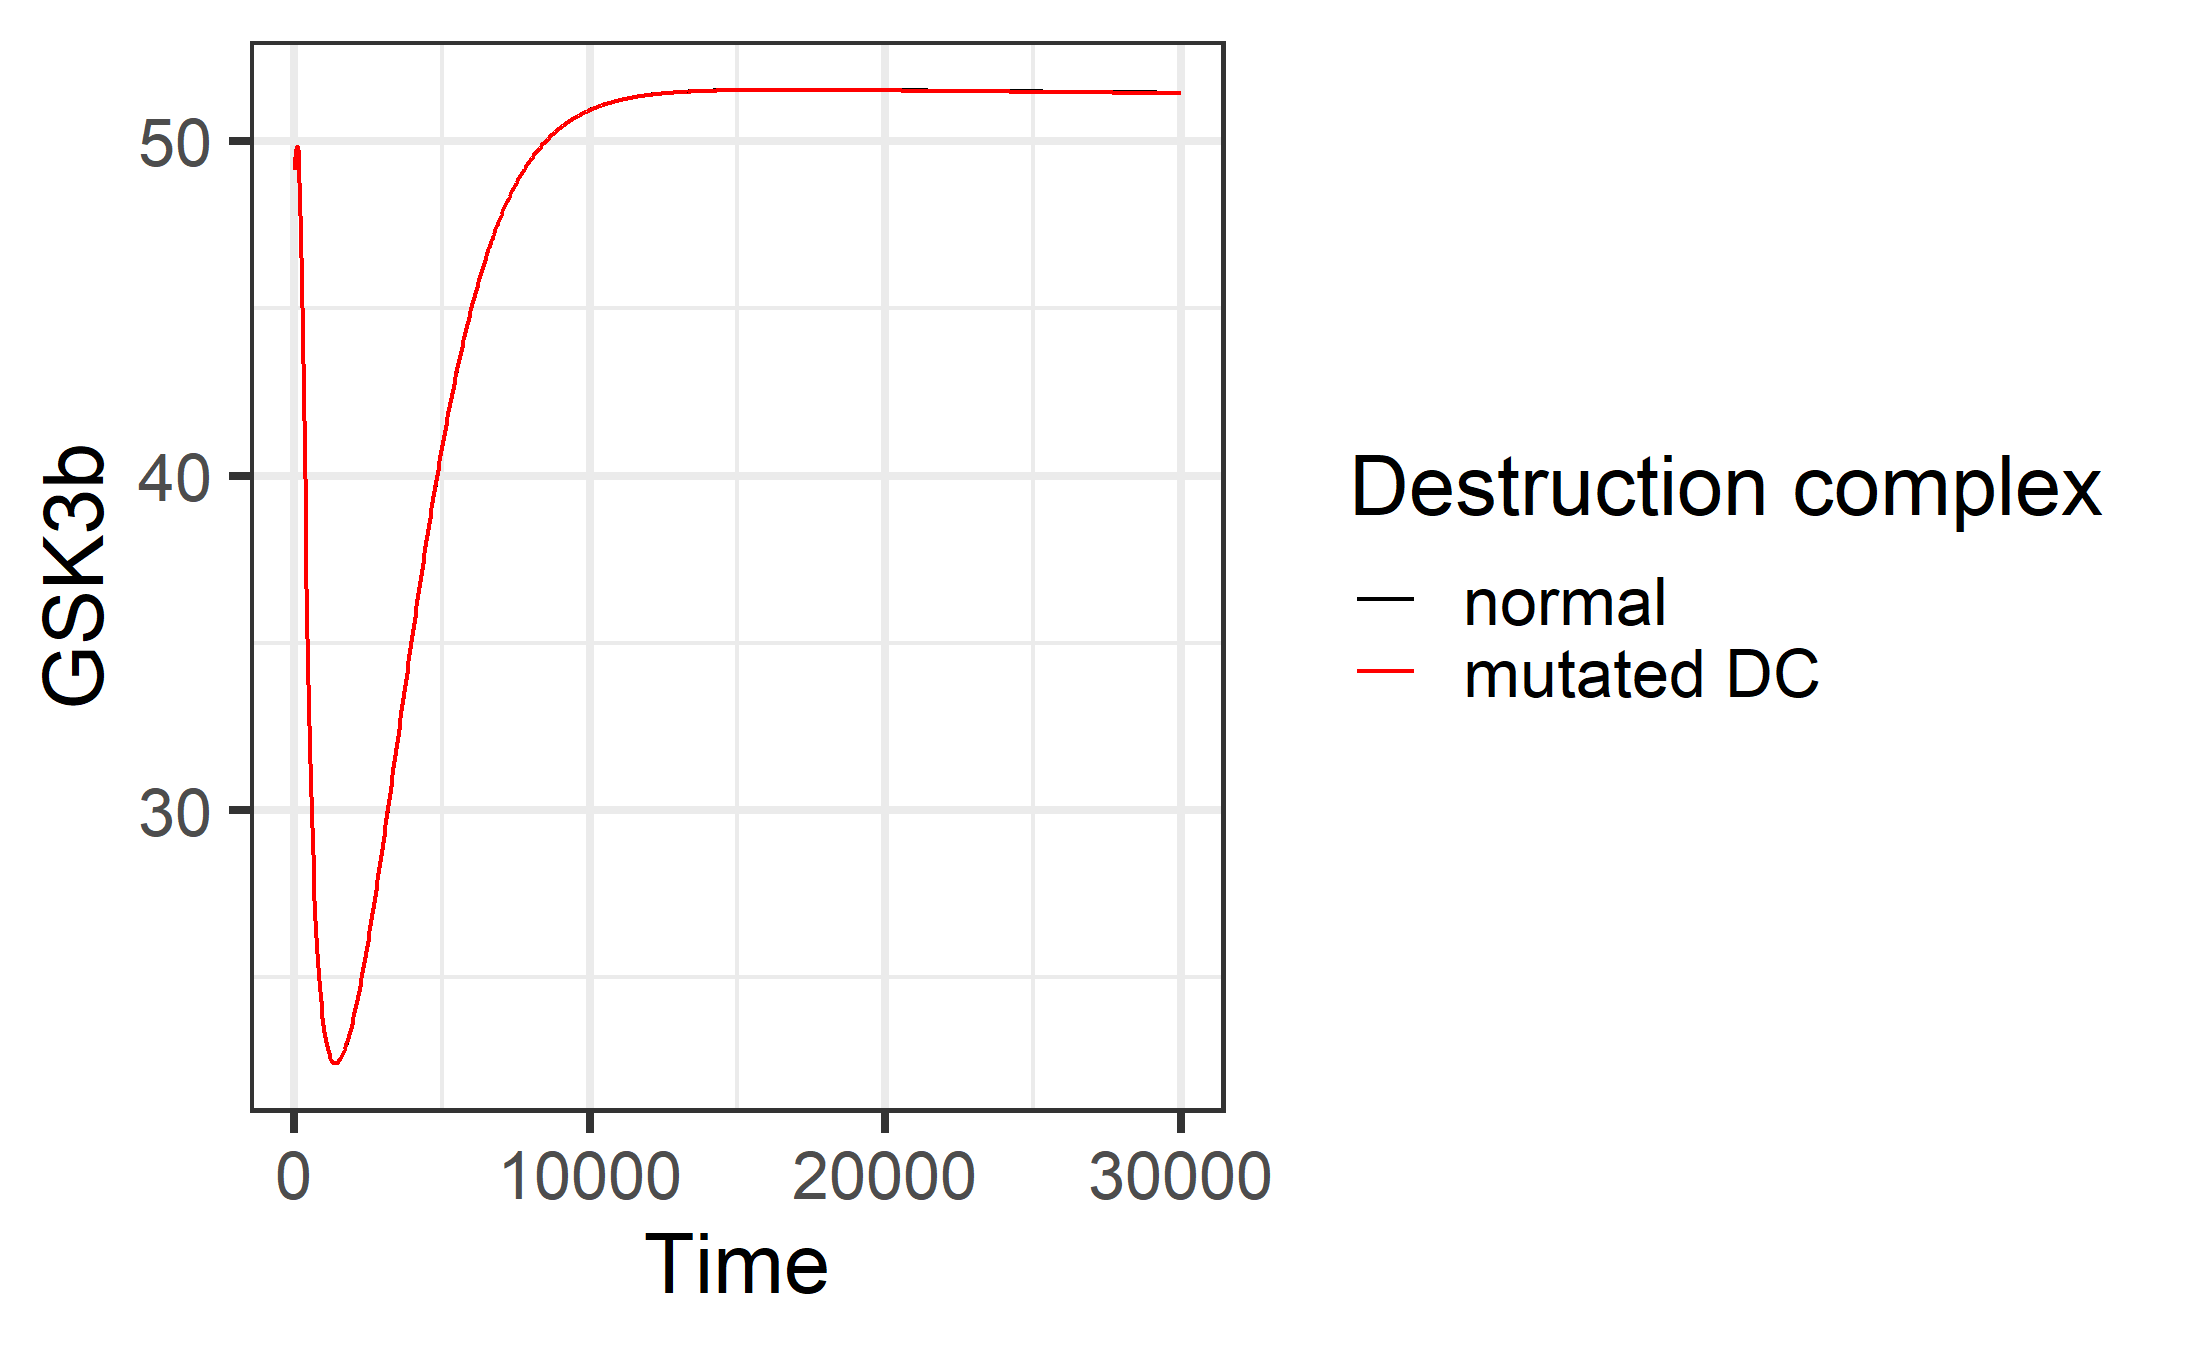 50
40
30
GSK3b
0 10000 20000 30000
Time
Destruction complex
normal
mutated DC